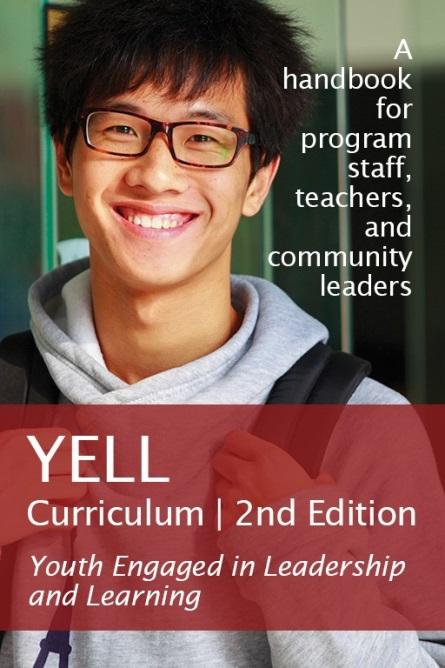 A
handbook
for
program
staff,
teachers,
and
community
leaders
YELL
Curriculum | 2nd Edition
Youth Engaged in Leadership
and Learning